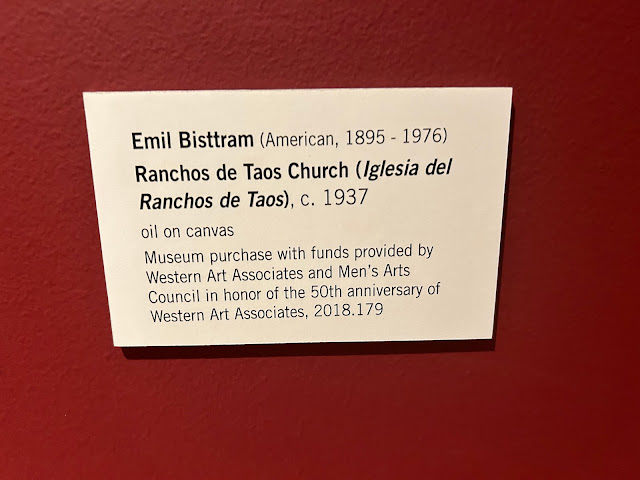 Emil Bisttram (American, 1895 - 1976)
Ranchos de Taos Church (Iglesia del
Ranchos de Taos), c. 1937
oil on canvas
Museum purchase with funds provided by
Western Art Associates and Men's Arts
Council in honor of the 50th anniversary of
Western Art Associates, 2018.179